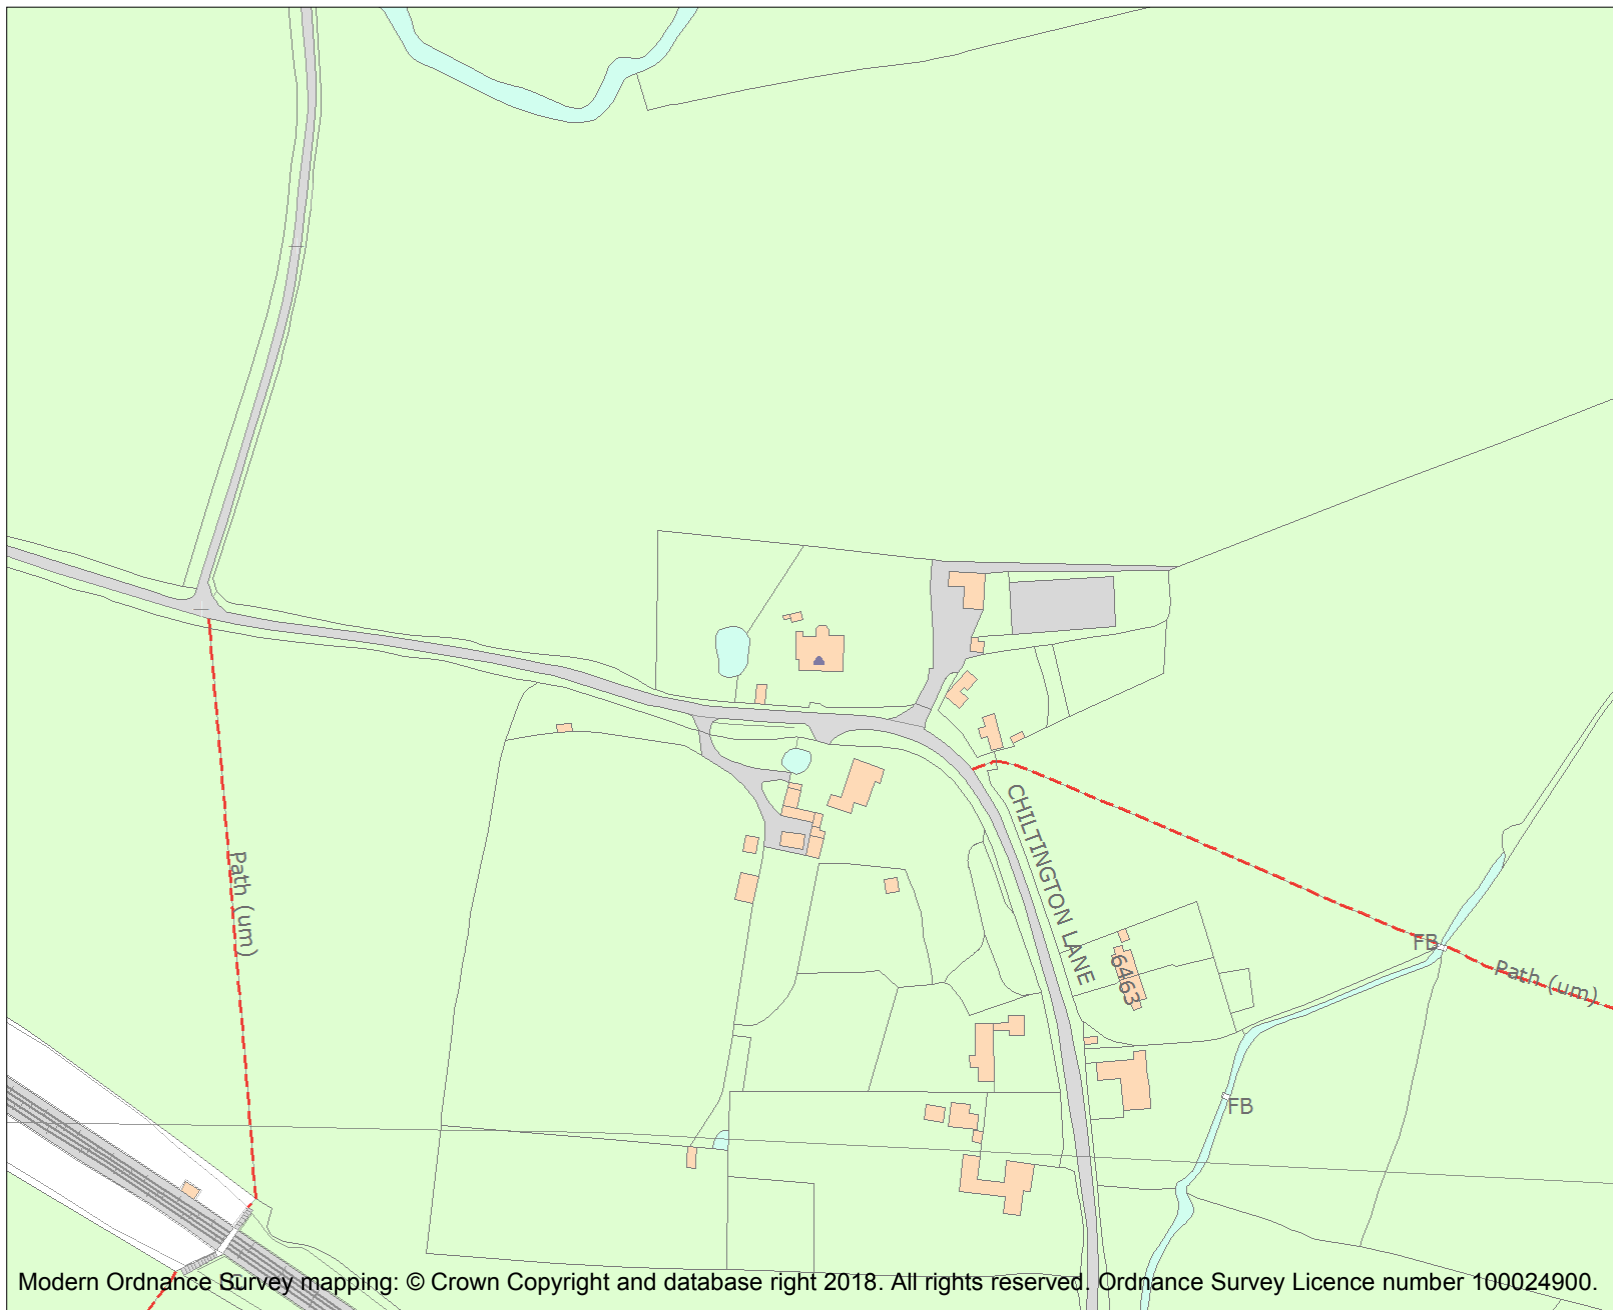 CHILTINGTON LANE
Path (um)
FB
6463
Path (um)
FB
Modern Ordnance Survey mapping: © Crown Copyright and database right 2018. All rights reserved. Ordnance Survey Licence number 100024900.